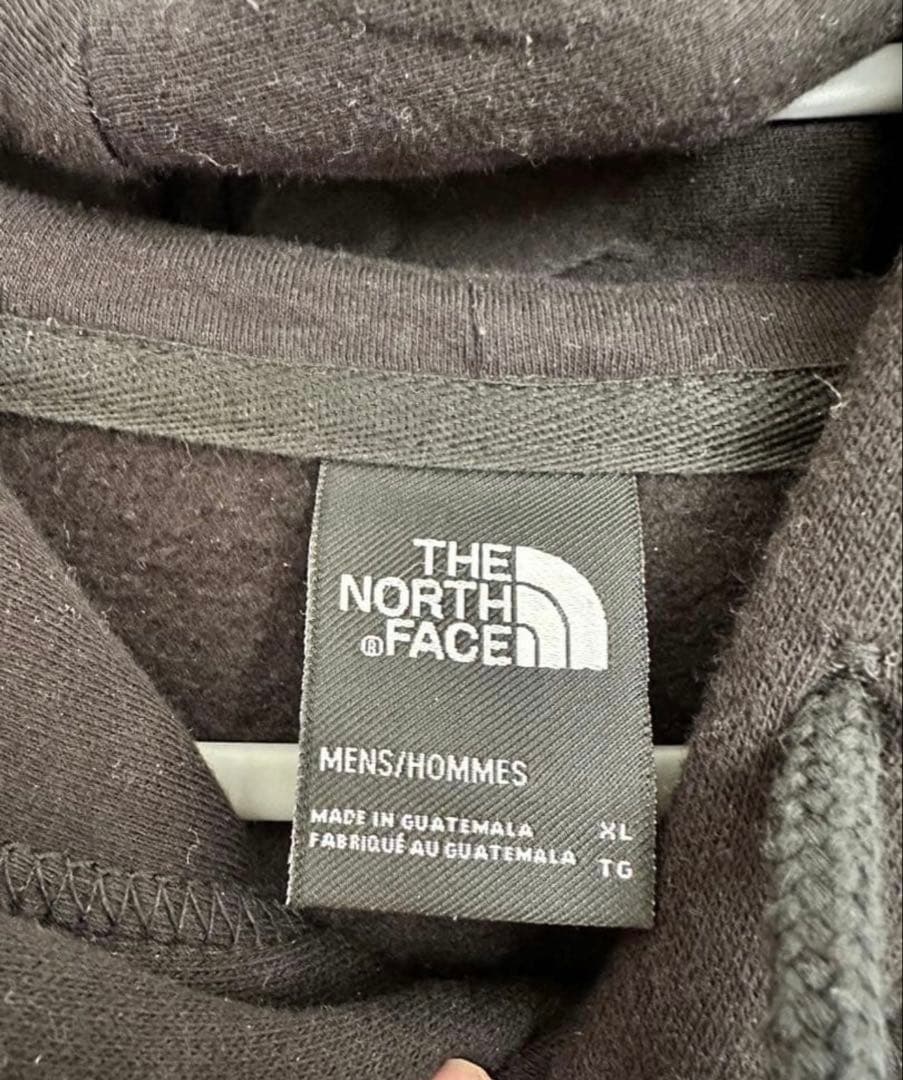 THE
NORTH
®FACE
MENS/HOMMES
MADE IN GUATEMALA XL
FABRIQUÉ AU GUATEMALA TG